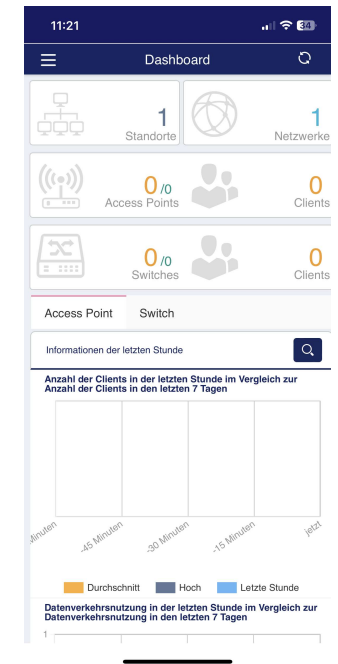 11:21
34
Dashboard
1
Standorte
1
Netzwerke
0 /0
Access Points
0
Clients
0 /0
Switches
0
Clients
Access Point
Switch
Informationen der letzten Stunde
Anzahl der Clients in der letzten Stunde im Vergleich zur
Anzahl der Clients in den letzten 7 Tagen
Minuten
-45 Minuten
-30 Minuten
-15 Minuten
jetzt
Durchschnitt
Hoch
Letzte Stunde
Datenverkehrsnutzung in der letzten Stunde im Vergleich zur
Datenverkehrsnutzung in den letzten 7 Tagen
1